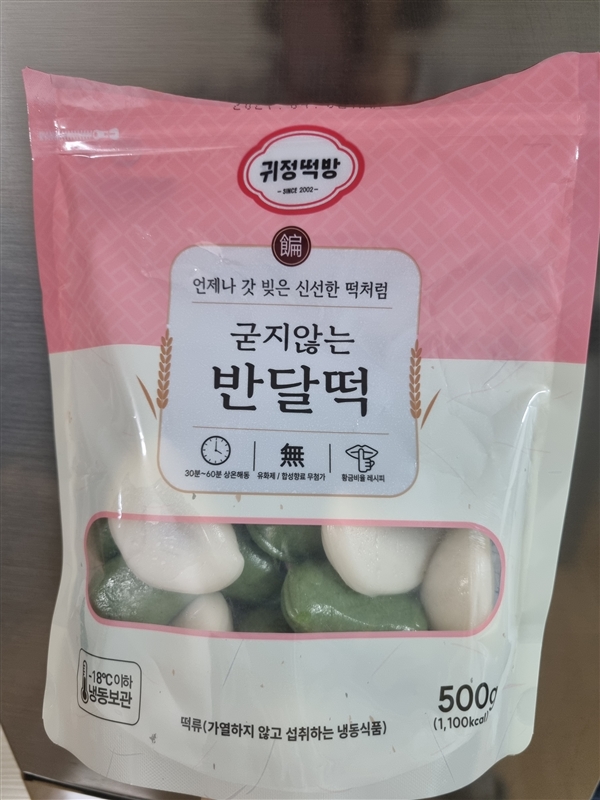 귀정떡방
- SINCE 2002 -
餶
언제나 갓 빚은 신선한 떡처럼
굳지않는
반달떡
無
30분~60분 상온해동
유화제 / 합성향료 무첨가
황금비율 레시피
-18℃ 이하
냉동보관
500g
(1,100kcal)
떡류(가열하지 않고 섭취하는 냉동식품)